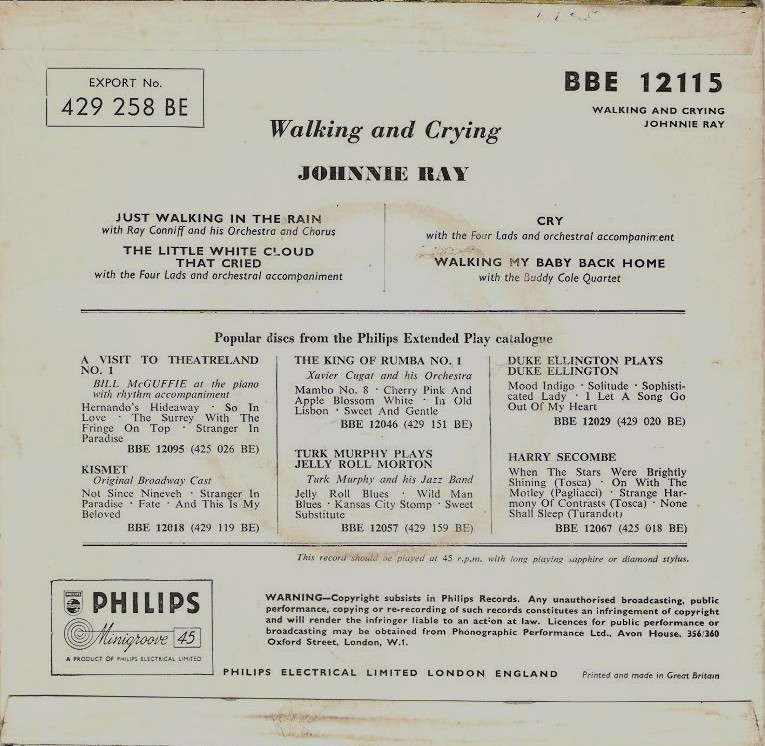 EXPORT No.
429 258 BE
BBE 12115
WALKING AND CRYING
JOHNNIE RAY
Walking and Crying
JOHNNIE RAY
JUST WALKING IN THE RAIN
with Ray Conniff and his Orchestra and Chorus
THE LITTLE WHITE CLOUD
THAT CRIED
with the Four Lads and orchestral accompaniment
CRY
with the Four Lads and orchestral accompaniment
WALKING MY BABY BACK HOME
with the Buddy Cole Quartet
Popular discs from the Philips Extended Play catalogue
A VISIT TO THEATRELAND
NO. 1
BILL McGUFFIE at the piano
with rhythm accompaniment
Hernando's Hideaway · So In
Love · The Surrey With The
Fringe On Top · Stranger In
Paradise
BBE 12095 (425 026 BE)
KISMET
Original Broadway Cast
Not Since Nineveh · Stranger In
Paradise · Fate · And This Is My
Beloved
BBE 12018 (429 119 BE)
THE KING OF RUMBA NO. 1
Xavier Cugat and his Orchestra
Mambo No. 8 · Cherry Pink And
Apple Blossom White · In Old
Lisbon · Sweet And Gentle
BBE 12046 (429 151 BE)
TURK MURPHY PLAYS
JELLY ROLL MORTON
Turk Murphy and his Jazz Band
Jelly Roll Blues · Wild Man
Blues · Kansas City Stomp · Sweet
Substitute
BBE 12057 (429 159 BE)
DUKE ELLINGTON PLAYS
DUKE ELLINGTON
Mood Indigo · Solitude · Sophisti-
cated Lady · I Let A Song Go
Out Of My Heart
BBE 12029 (429 020 BE)
HARRY SECOMBE
When The Stars Were Brightly
Shining (Tosca) · On With The
Motley (Pagliacci) · Strange Har-
mony Of Contrasts (Tosca) · None
Shall Sleep (Turandot)
BBE 12067 (425 018 BE)
This record should be played at 45 r.p.m. with long playing sapphire or diamond stylus.
PHILIPS
Minigroove 45
A PRODUCT OF PHILIPS ELECTRICAL LIMITED
WARNING—Copyright subsists in Philips Records. Any unauthorised broadcasting, public
performance, copying or re-recording of such records constitutes an infringement of copyright
and will render the infringer liable to an action at law. Licences for public performance or
broadcasting may be obtained from Phonographic Performance Ltd., Avon House. 356/360
Oxford Street, London, W.1.
PHILIPS ELECTRICAL LIMITED LONDON ENGLAND
Printed and made in Great Britain